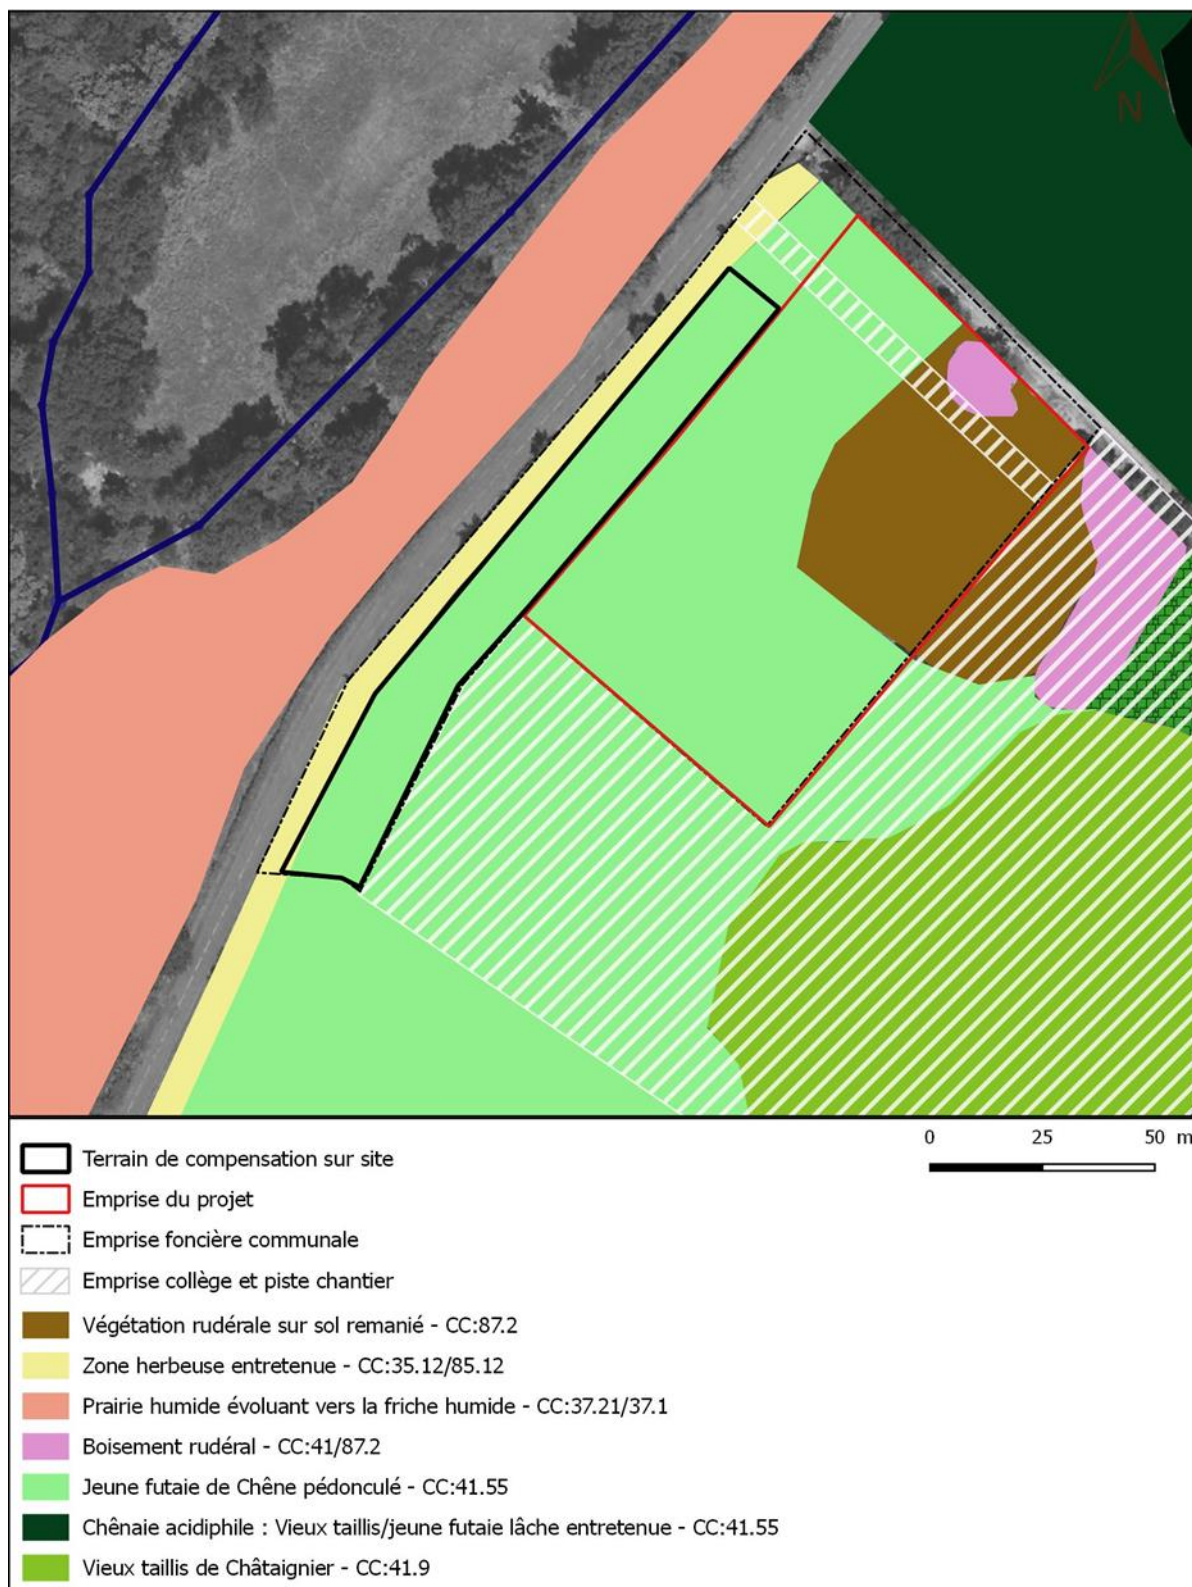 N
0 25 50 m
Terrain de compensation sur site
Emprise du projet
Emprise foncière communale
Emprise collège et piste chantier
Végétation rudérale sur sol remanié - CC:87.2
Zone herbeuse entretenue - CC:35.12/85.12
Prairie humide évoluant vers la friche humide - CC:37.21/37.1
Boisement rudéral - CC:41/87.2
Jeune futaie de Chêne pédonculé - CC:41.55
Chênaie acidiphile : Vieux taillis/jeune futaie lâche entretenue - CC:41.55
Vieux taillis de Châtaignier - CC:41.9